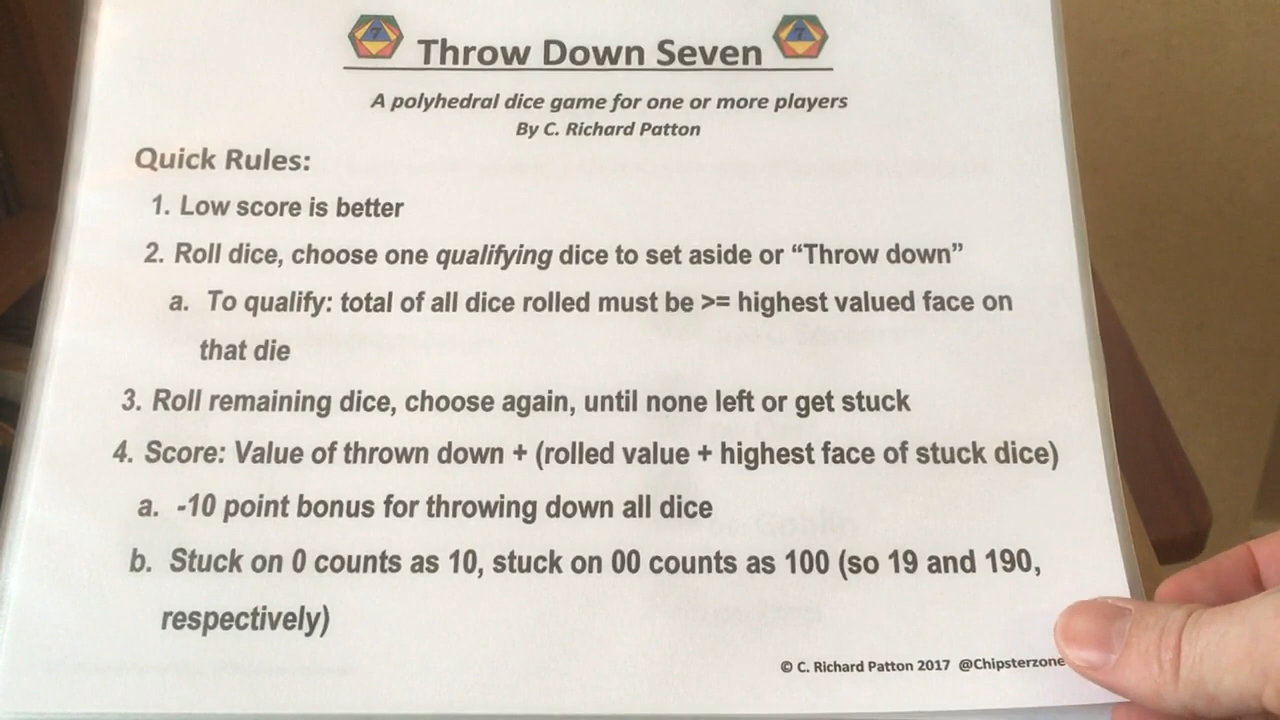 7 Throw Down Seven 7
A polyhedral dice game for one or more players
By C. Richard Patton
Quick Rules:
1. Low score is better
2. Roll dice, choose one qualifying dice to set aside or “Throw down”
a. To qualify: total of all dice rolled must be >= highest valued face on
that die
3. Roll remaining dice, choose again, until none left or get stuck
4. Score: Value of thrown down + (rolled value + highest face of stuck dice)
a. -10 point bonus for throwing down all dice
b. Stuck on 0 counts as 10, stuck on 00 counts as 100 (so 19 and 190,
respectively)
© C. Richard Patton 2017 @Chipsterzone